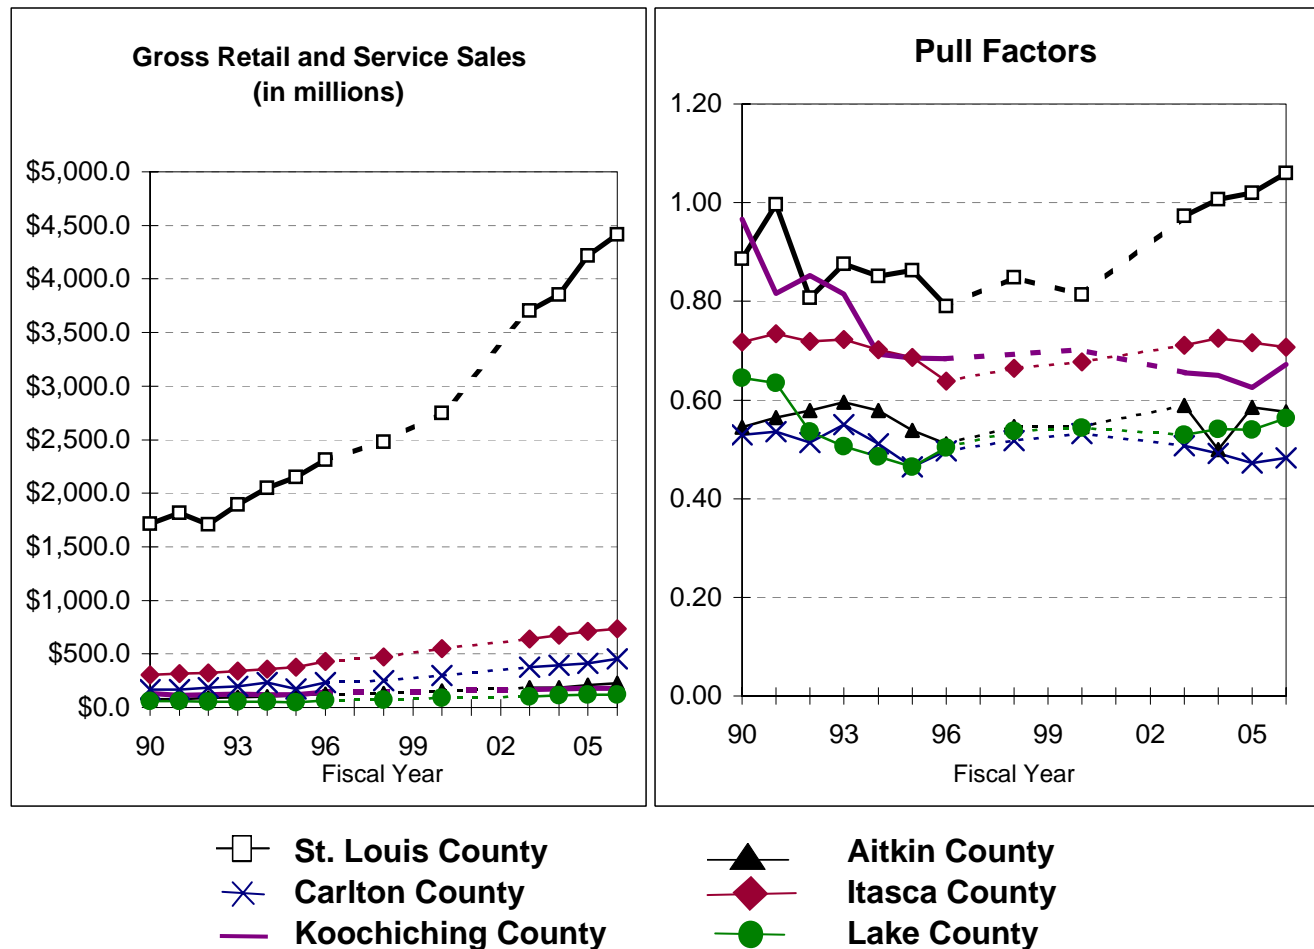 Gross Retail and Service Sales
(in millions)
$5,000.0
$4,500.0
$4,000.0
$3,500.0
$3,000.0
$2,500.0
$2,000.0
$1,500.0
$1,000.0
$500.0
$0.0
90 93 96 99 02 05
Fiscal Year
Pull Factors
1.20
1.00
0.80
0.60
0.40
0.20
0.00
90 93 96 99 02 05
Fiscal Year
St. Louis County
Aitkin County
Carlton County
Itasca County
Koochiching County
Lake County